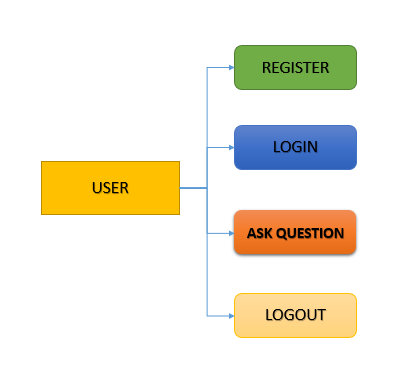 REGISTER
LOGIN
USER
ASK QUESTION
LOGOUT